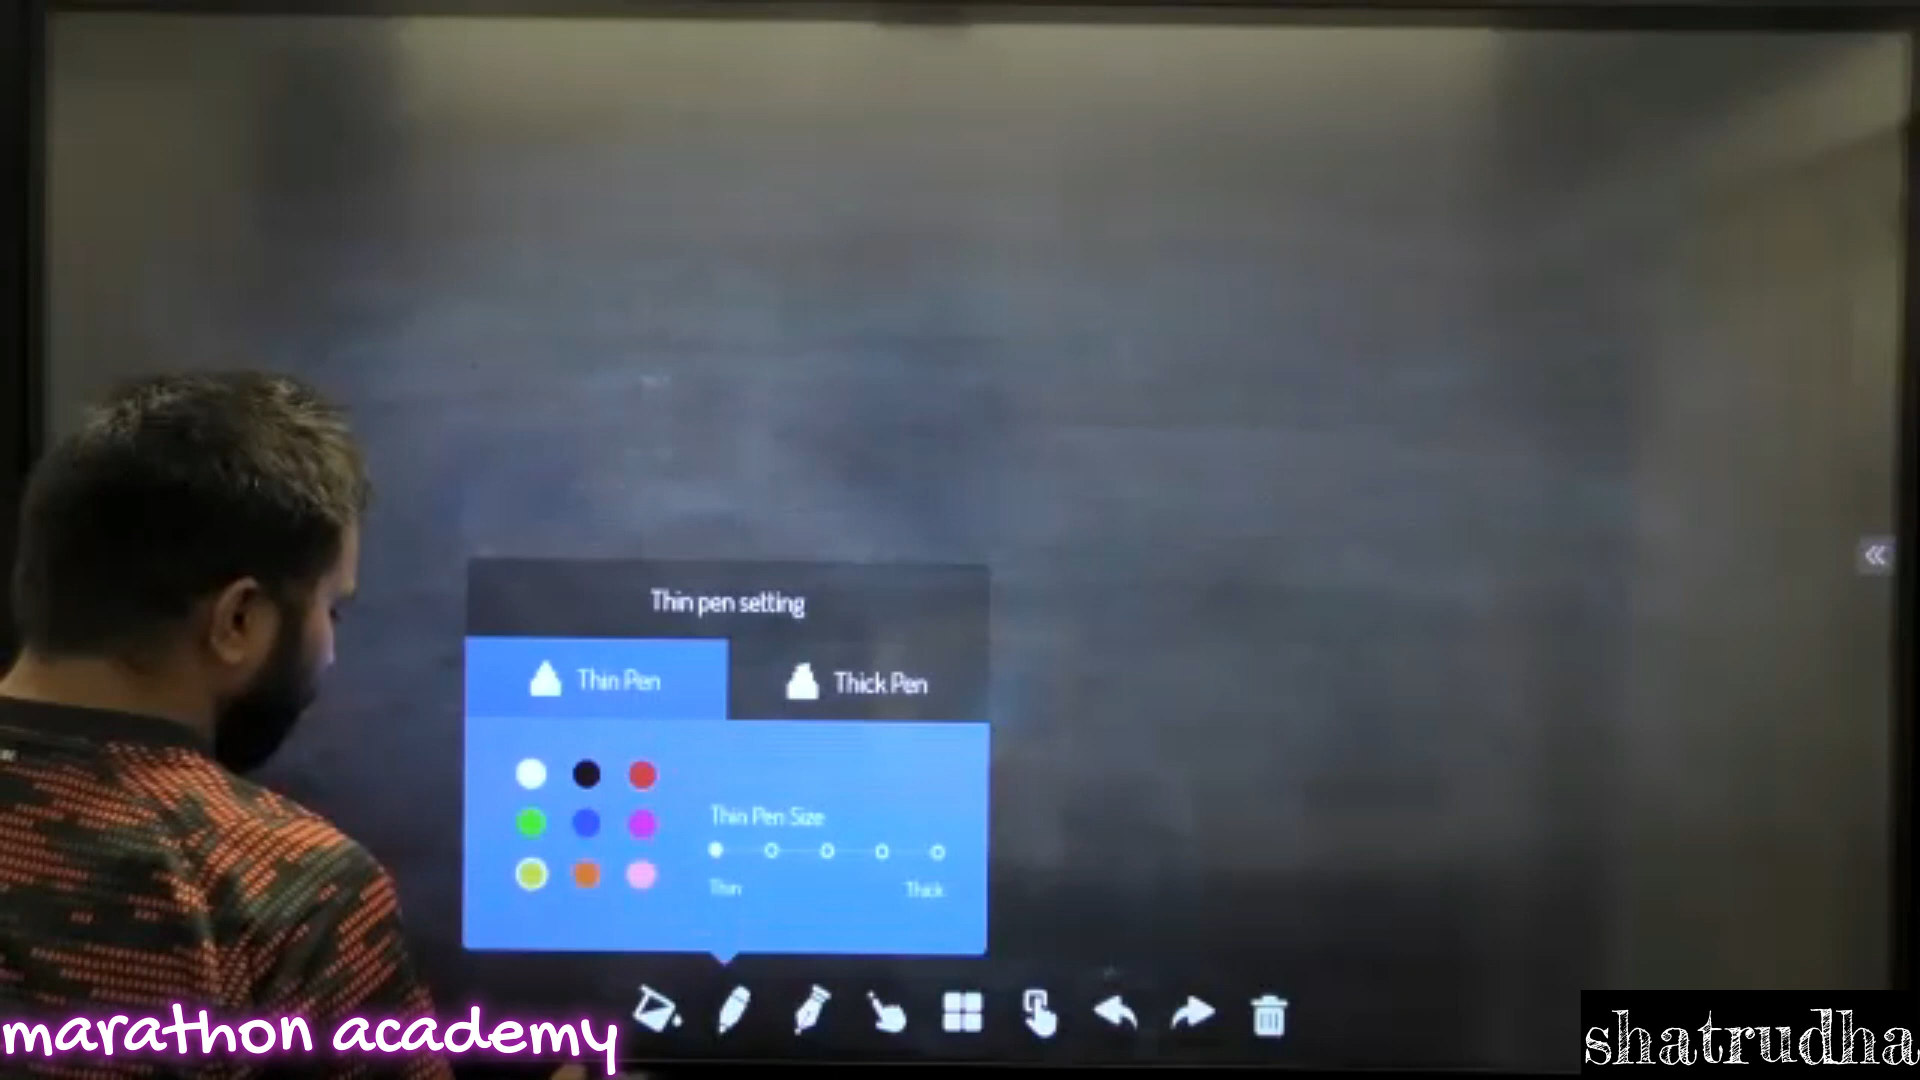 Thin pen setting
Thin Pen
Thick Pen
Thin Pen Size
Thin
Thick
marathon academy
shatrudha